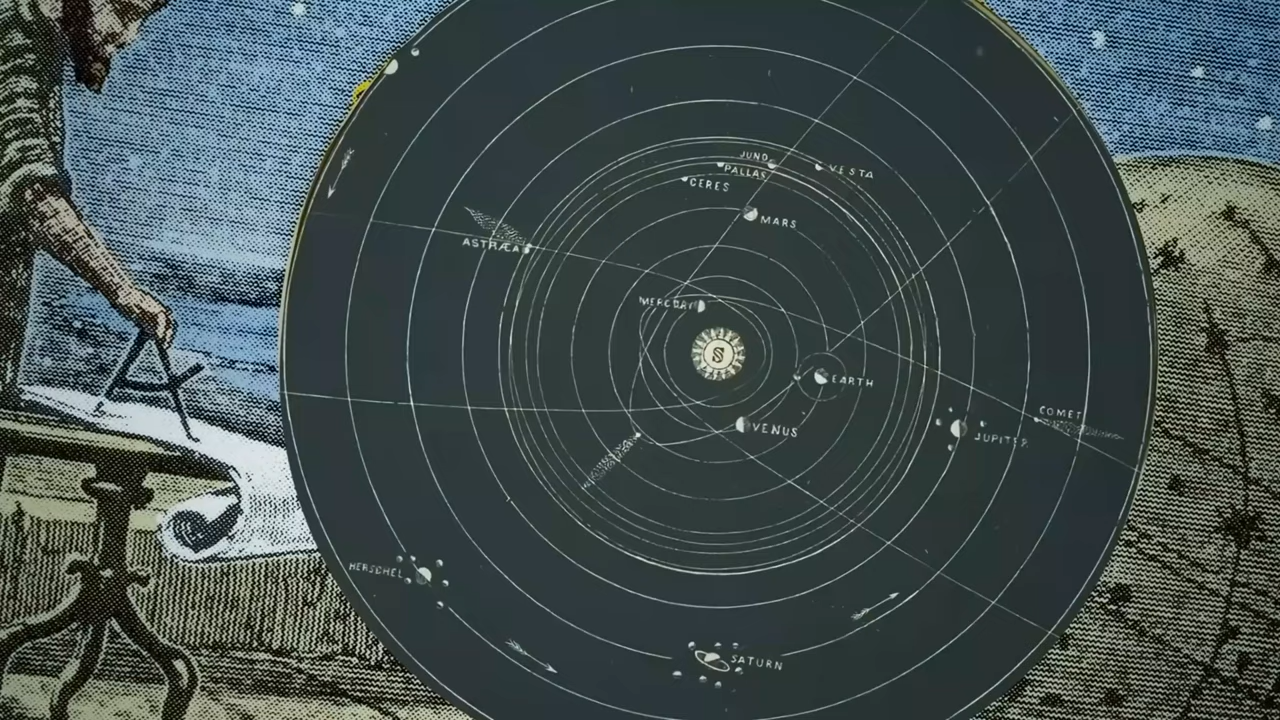 JUNO
PALLAS
VESTA
CERES
MARS
ASTRÆA
MERCURY
S
EARTH
VENUS
COMET
JUPITER
HERSCHEL
SATURN